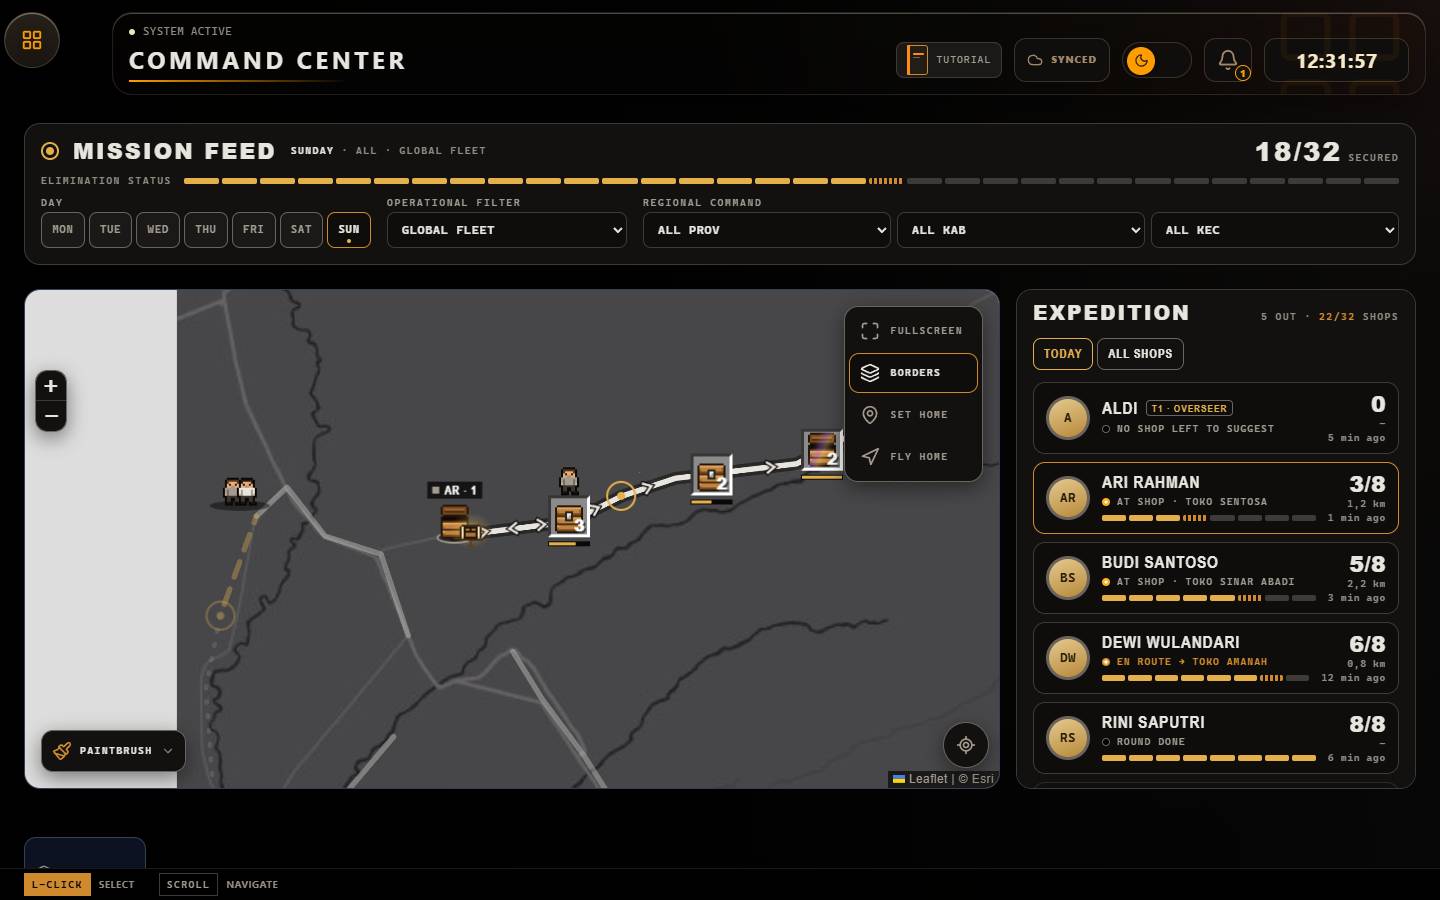 SYSTEM ACTIVE
COMMAND CENTER
TUTORIAL
SYNCED
1
12:31:57
MISSION FEED SUNDAY · ALL · GLOBAL FLEET
18/32 SECURED
ELIMINATION STATUS
DAY
MON TUE WED THU FRI SAT SUN
OPERATIONAL FILTER
GLOBAL FLEET
REGIONAL COMMAND
ALL PROV
ALL KAB
ALL KEC
+
−
FULLSCREEN
BORDERS
SET HOME
FLY HOME
AR · 1
3
2
2
PAINTBRUSH
Leaflet | © Esri
EXPEDITION
5 OUT · 22/32 SHOPS
TODAY
ALL SHOPS
A
ALDI T1 · OVERSEER
NO SHOP LEFT TO SUGGEST
0
–
5 min ago
AR
ARI RAHMAN
AT SHOP · TOKO SENTOSA
3/8
1,2 km
1 min ago
BS
BUDI SANTOSO
AT SHOP · TOKO SINAR ABADI
5/8
2,2 km
3 min ago
DW
DEWI WULANDARI
EN ROUTE → TOKO AMANAH
6/8
0,8 km
12 min ago
RS
RINI SAPUTRI
ROUND DONE
8/8
–
6 min ago
L-CLICK SELECT SCROLL NAVIGATE